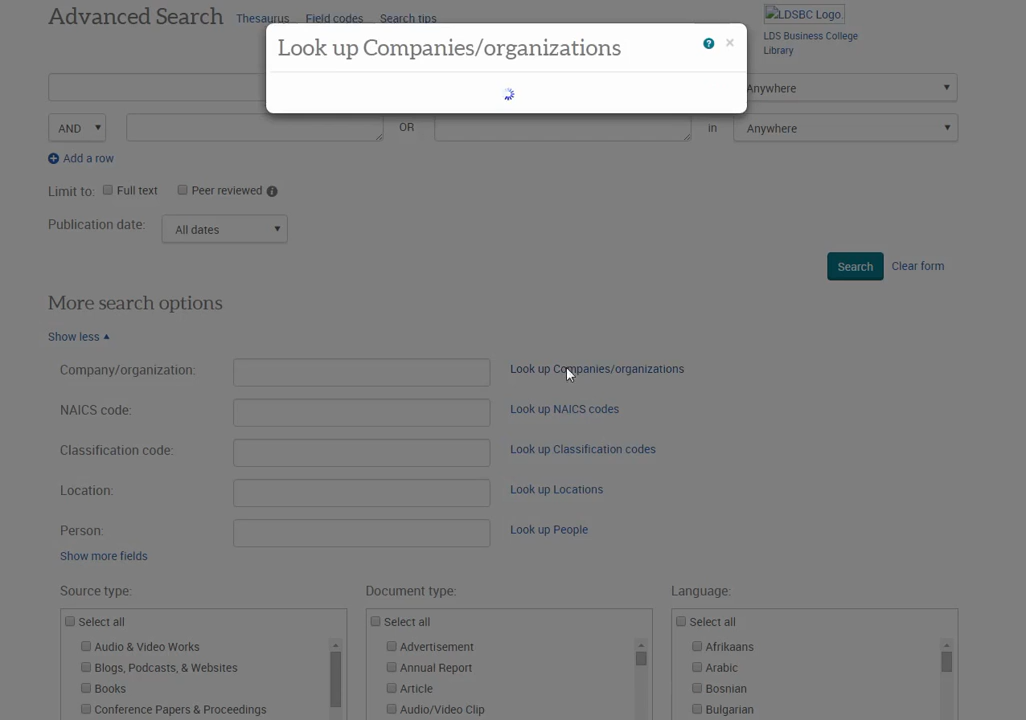 Advanced Search Thesaurus Field codes Search tips
LDSBC Logo
LDS Business College
Library
Look up Companies/organizations ? ×
Anywhere
AND OR in Anywhere
Add a row
Limit to: Full text Peer reviewed i
Publication date: All dates
Search Clear form
More search options
Show less
Company/organization: Look up Companies/organizations
NAICS code: Look up NAICS codes
Classification code: Look up Classification codes
Location: Look up Locations
Person: Look up People
Show more fields
Source type: Document type: Language:
Select all Select all Select all
Audio & Video Works Advertisement Afrikaans
Blogs, Podcasts, & Websites Annual Report Arabic
Books Article Bosnian
Conference Papers & Proceedings Audio/Video Clip Bulgarian